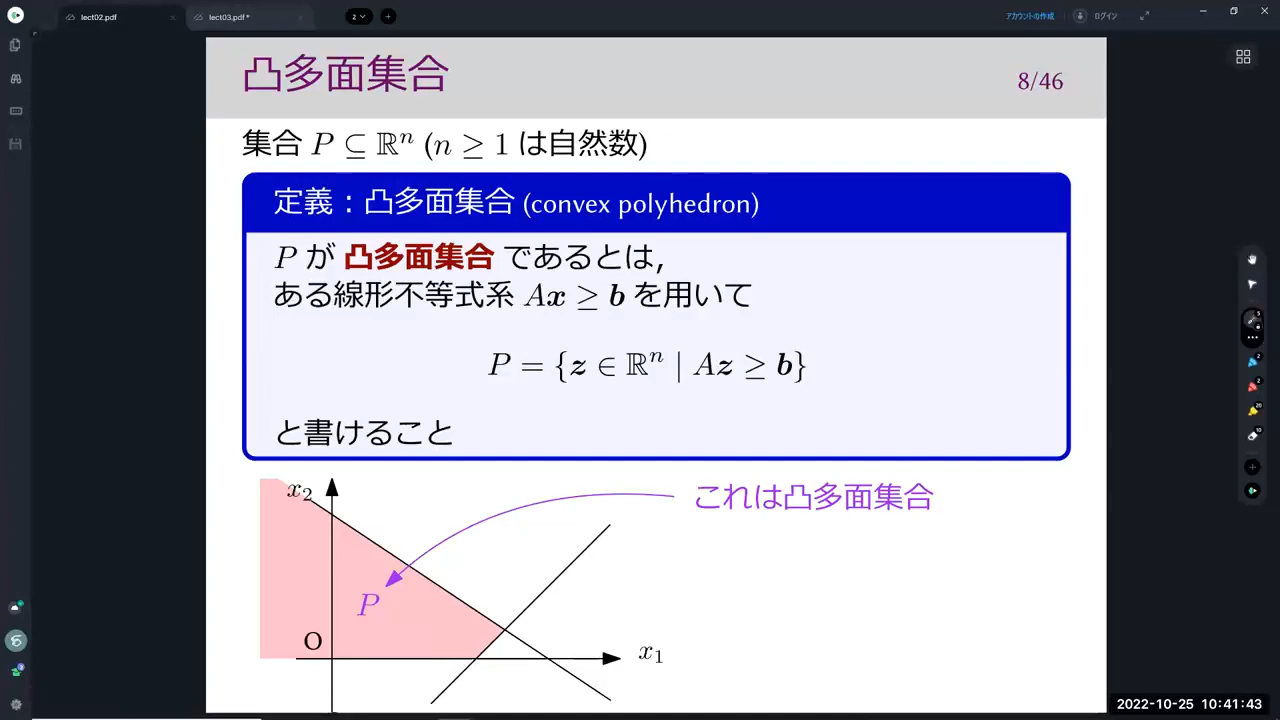 lect02.pdf
lect03.pdf*
2
アカウントの作成
ログイン
凸多面集合
8/46
集合 P ⊆ ℝⁿ (n ≥ 1 は自然数)
定義：凸多面集合 (convex polyhedron)
P が 凸多面集合 であるとは,
ある線形不等式系 Ax ≥ b を用いて
P = {z ∈ ℝⁿ | Az ≥ b}
と書けること
x₂
これは凸多面集合
P
O
x₁
2022-10-25 10:41:43